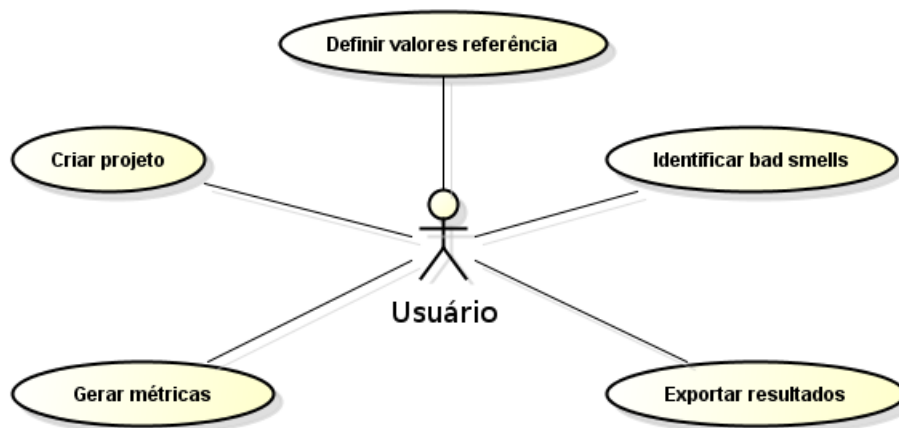 Definir valores referência
Criar projeto
Identificar bad smells
Usuário
Gerar métricas
Exportar resultados